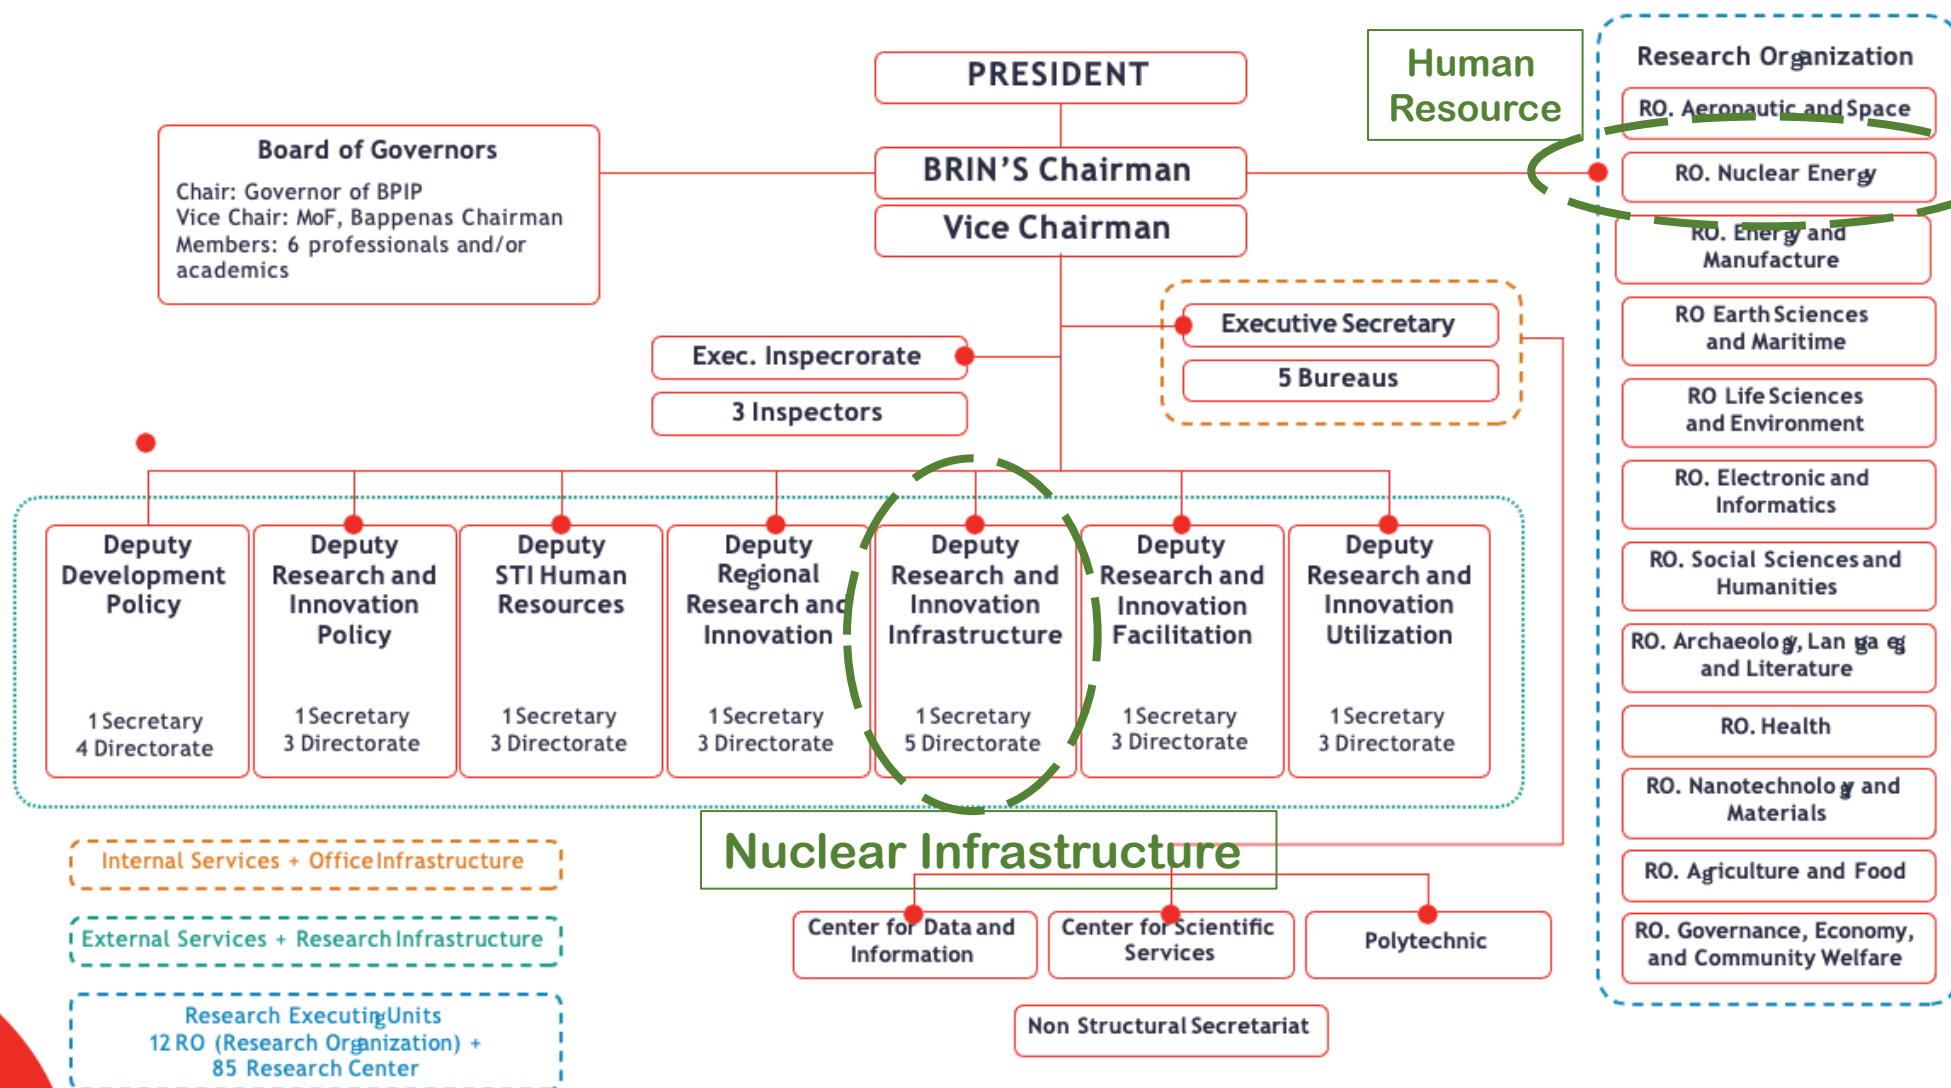 PRESIDENT
Human
Resource
Board of Governors
Chair: Governor of BPIP
Vice Chair: MoF, Bappenas Chairman
Members: 6 professionals and/or
academics
BRIN’S Chairman
Vice Chairman
Executive Secretary
5 Bureaus
Exec. Inspecrorate
3 Inspectors
Deputy
Development
Policy
1 Secretary
4 Directorate
Deputy
Research and
Innovation
Policy
1 Secretary
3 Directorate
Deputy
STI Human
Resources
1 Secretary
3 Directorate
Deputy
Regional
Research and
Innovation
1 Secretary
3 Directorate
Deputy
Research and
Innovation
Infrastructure
1 Secretary
5 Directorate
Deputy
Research and
Innovation
Facilitation
1 Secretary
3 Directorate
Deputy
Research and
Innovation
Utilization
1 Secretary
3 Directorate
Nuclear Infrastructure
Center for Data and
Information
Center for Scientific
Services
Polytechnic
Non Structural Secretariat
Internal Services + Office Infrastructure
External Services + Research Infrastructure
Research Executing Units
12 RO (Research Organization) +
85 Research Center
Research Organization
RO. Aeronautic and Space
RO. Nuclear Energy
RO. Energy and
Manufacture
RO Earth Sciences
and Maritime
RO Life Sciences
and Environment
RO. Electronic and
Informatics
RO. Social Sciences and
Humanities
RO. Archaeology, Language
and Literature
RO. Health
RO. Nanotechnology and
Materials
RO. Agriculture and Food
RO. Governance, Economy,
and Community Welfare